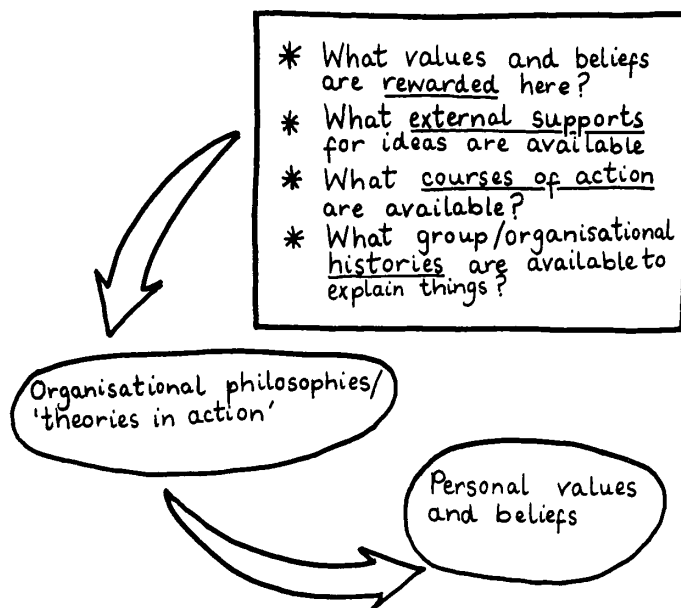 * What values and beliefs
are rewarded here?
* What external supports
for ideas are available
* What courses of action
are available?
* What group/organisational
histories are available to
explain things?
Organisational philosophies/
'theories in action'
Personal values
and beliefs